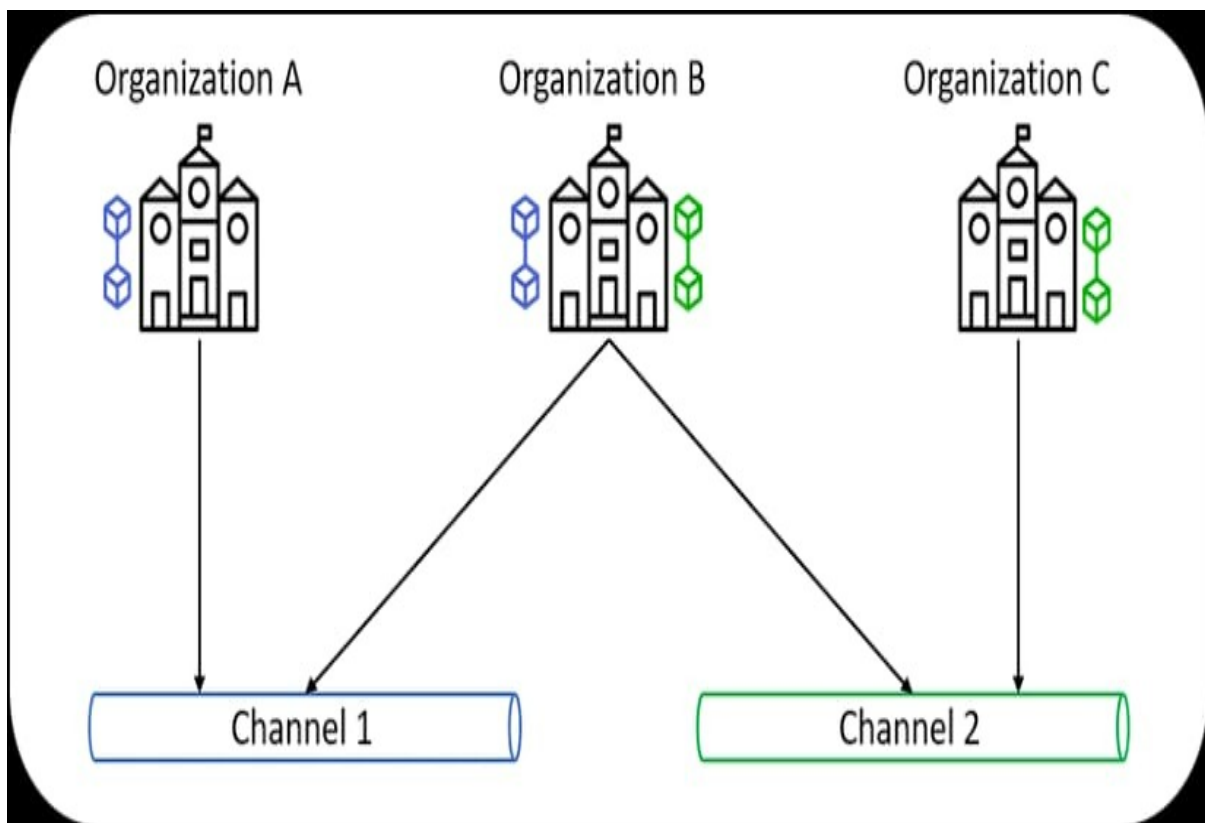 Organization A
Organization B
Organization C
Channel 1
Channel 2